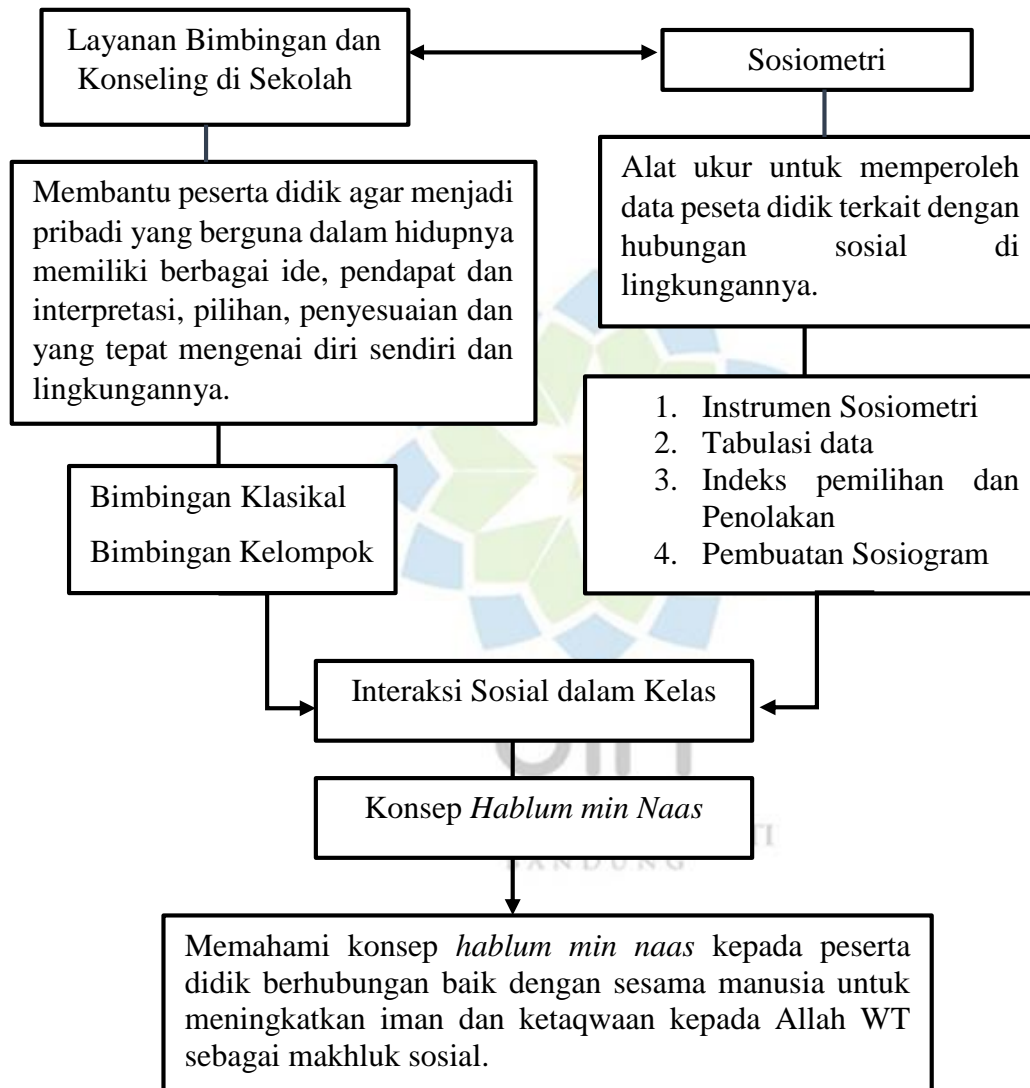 Layanan Bimbingan dan
Konseling di Sekolah
Sosiometri
Membantu peserta didik agar menjadi
pribadi yang berguna dalam hidupnya
memiliki berbagai ide, pendapat dan
interpretasi, pilihan, penyesuaian dan
yang tepat mengenai diri sendiri dan
lingkungannya.
Alat ukur untuk memperoleh
data peseta didik terkait dengan
hubungan sosial di
lingkungannya.
1. Instrumen Sosiometri
2. Tabulasi data
3. Indeks pemilihan dan
Penolakan
4. Pembuatan Sosiogram
Bimbingan Klasikal
Bimbingan Kelompok
Interaksi Sosial dalam Kelas
Konsep Hablum min Naas
BANDUNG
Memahami konsep hablum min naas kepada peserta
didik berhubungan baik dengan sesama manusia untuk
meningkatkan iman dan ketaqwaan kepada Allah WT
sebagai makhluk sosial.